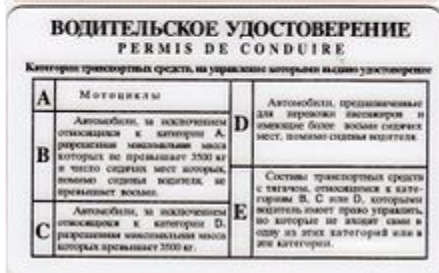 ВОДИТЕЛЬСКОЕ УДОСТОВЕРЕНИЕ
PERMIS DE CONDUIRE
Категории транспортных средств, на управление которыми выдано удостоверение
A
Мотоциклы
B
Автомобили, за исключением
относящихся к категории А,
разрешенная максимальная масса
которых не превышает 3500 кг
и число сидячих мест которых,
помимо сиденья водителя, не
превышает восьми.
C
Автомобили, за исключением
относящихся к категории D,
разрешенная максимальная масса
которых превышает 3500 кг.
D
Автомобили, предназначенные
для перевозки пассажиров и
имеющие более восьми сидячих
мест, помимо сиденья водителя.
E
Составы транспортных средств
с тягачом, относящимся к кате-
гориям B, C или D, которыми
водитель имеет право управлять,
но которые не входят сами в
одну из этих категорий или в
эти категории.